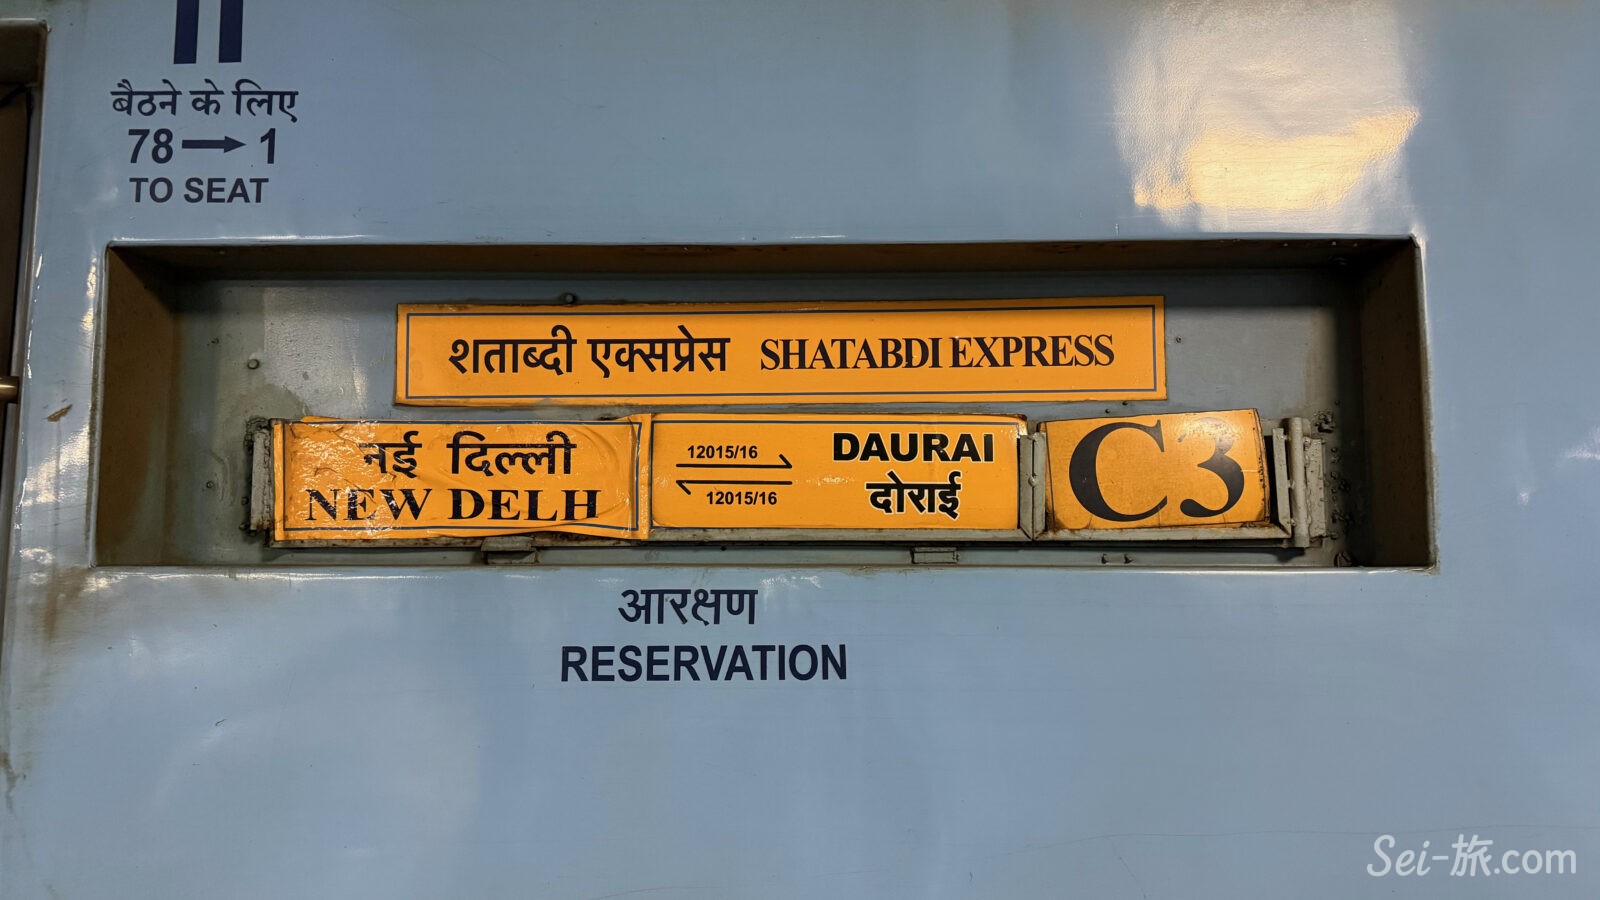 बैठने के लिए
78 → 1
TO SEAT
शताब्दी एक्सप्रेस SHATABDI EXPRESS
नई दिल्ली
NEW DELH
12015/16
12015/16
DAURAI
दोराई
C3
आरक्षण
RESERVATION
Sei-旅.com